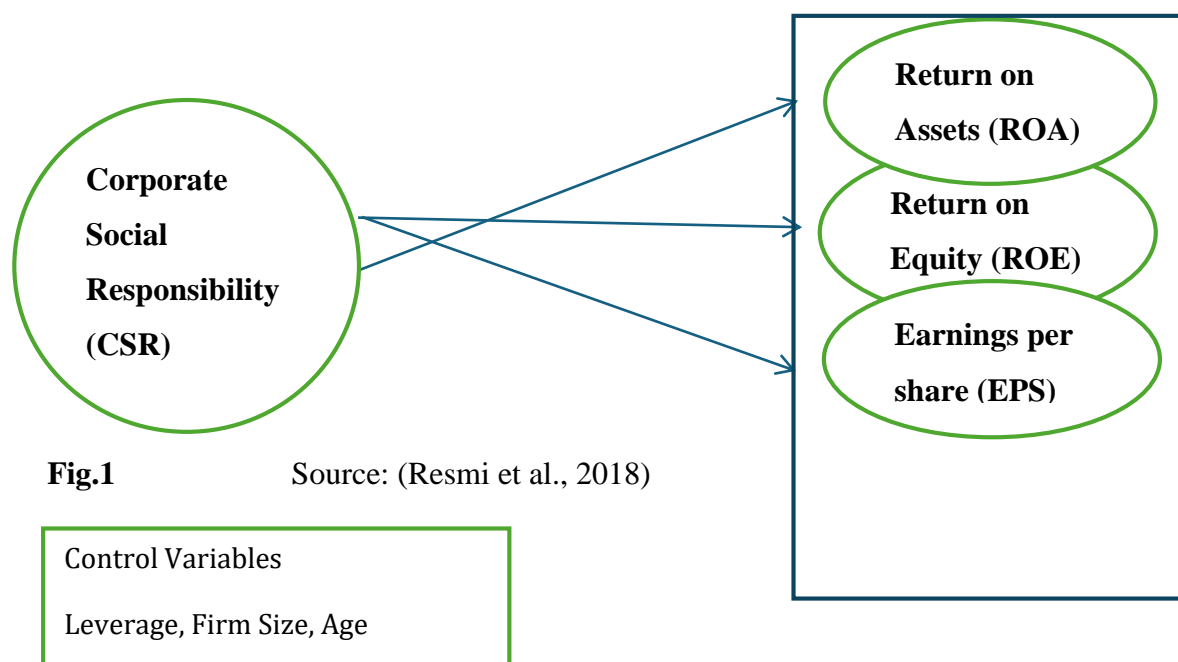 Corporate
Social
Responsibility
(CSR)
Return on
Assets (ROA)
Return on
Equity (ROE)
Earnings per
share (EPS)
Fig.1 Source: (Resmi et al., 2018)
Control Variables
Leverage, Firm Size, Age